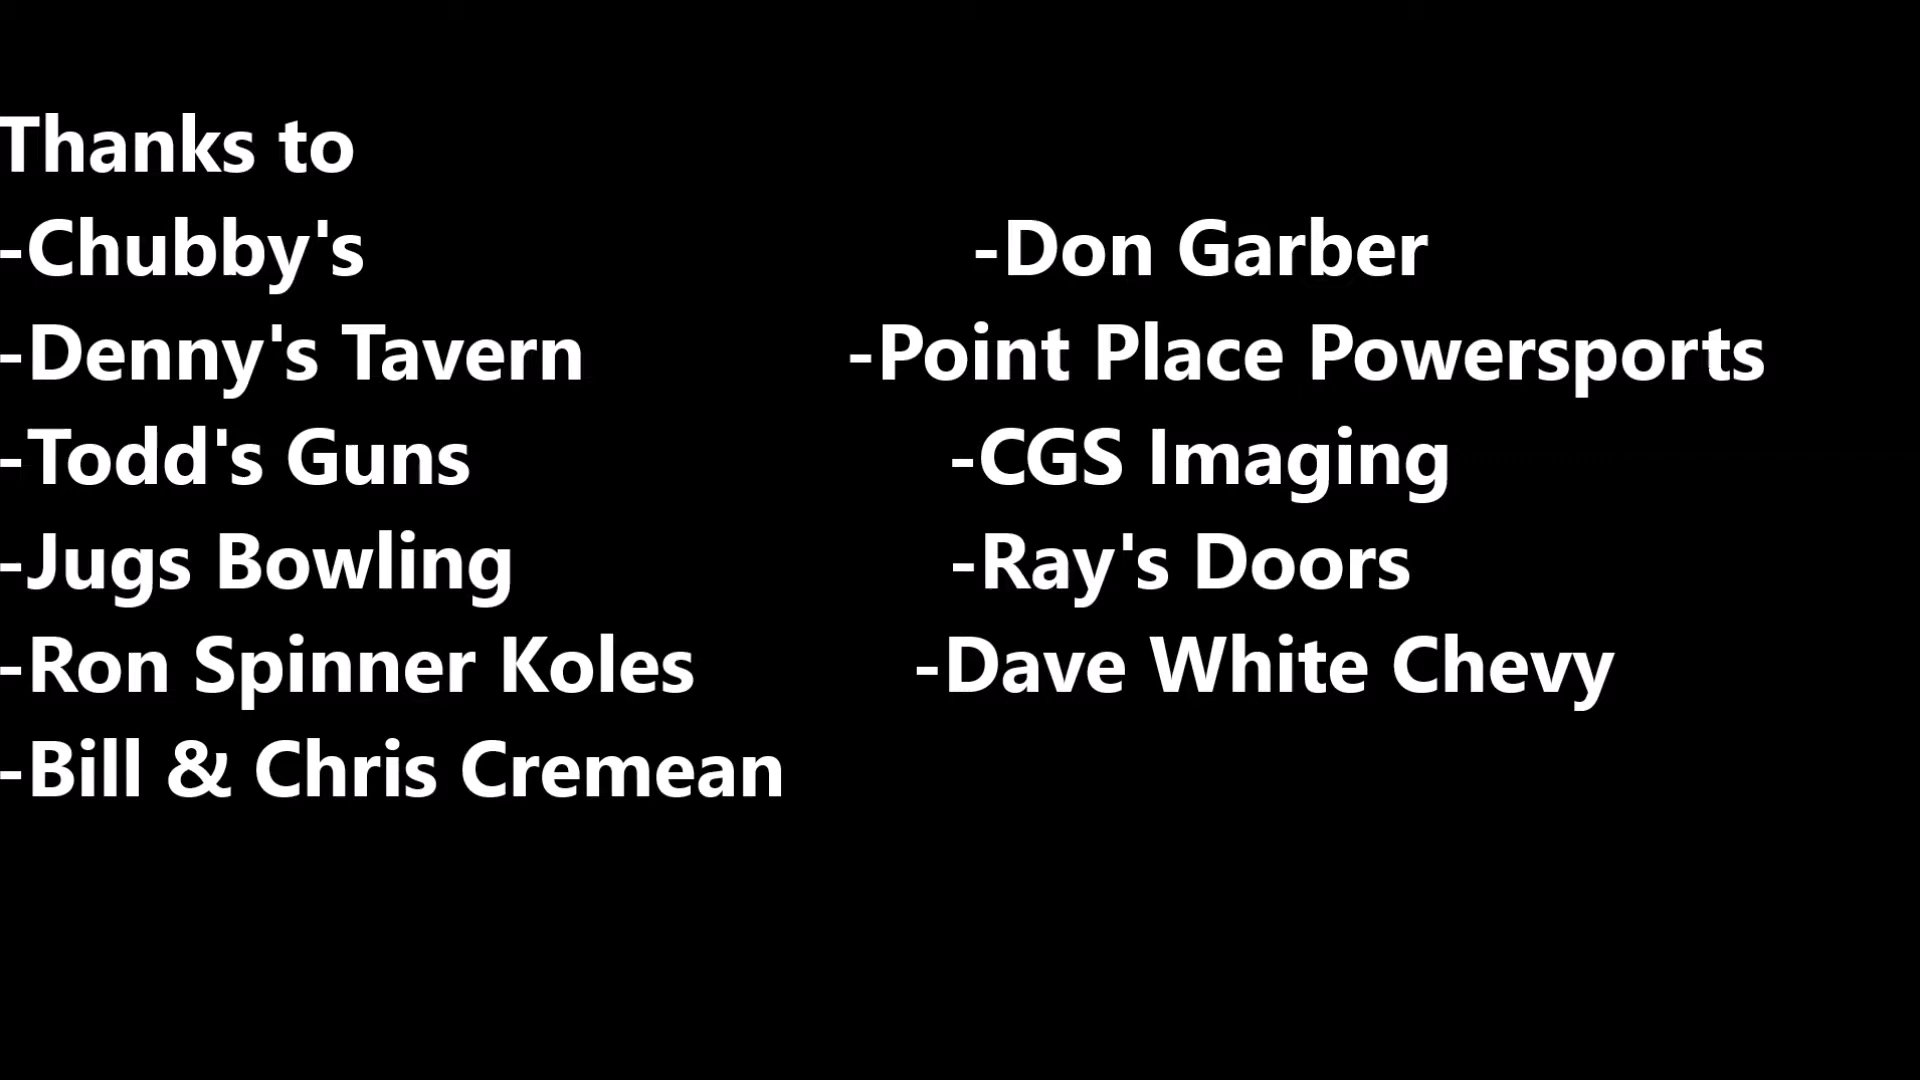 Thanks to
-Chubby's -Don Garber
-Denny's Tavern -Point Place Powersports
-Todd's Guns -CGS Imaging
-Jugs Bowling -Ray's Doors
-Ron Spinner Koles -Dave White Chevy
-Bill & Chris Cremean